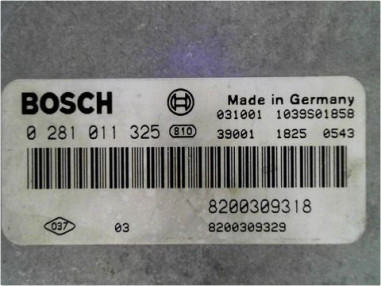 BOSCH Made in Germany
031001 1039S01858
0 281 011 325 810 39001 1825 0543
8200309318
037 03 8200309329